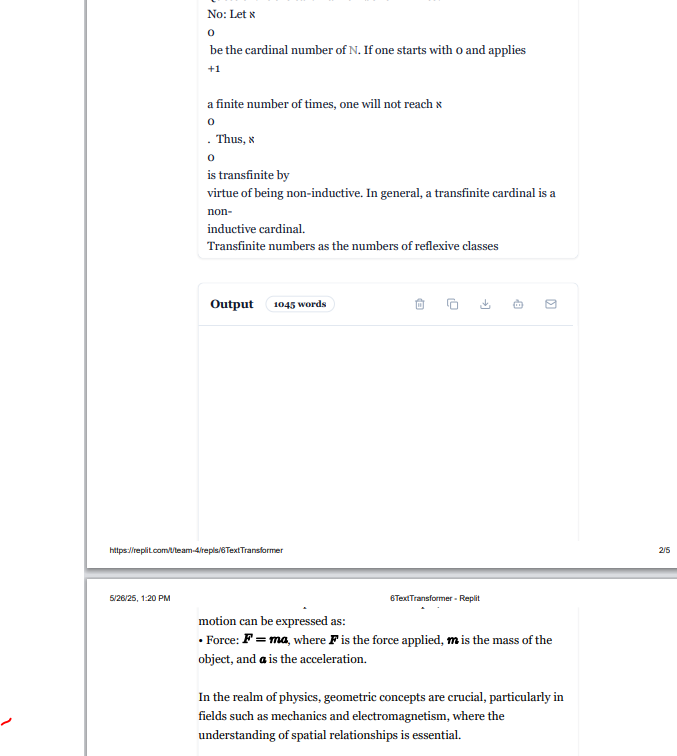 No: Let ℵ
0
be the cardinal number of N. If one starts with 0 and applies
+1
a finite number of times, one will not reach ℵ
0
. Thus, ℵ
0
is transfinite by
virtue of being non-inductive. In general, a transfinite cardinal is a
non-
inductive cardinal.
Transfinite numbers as the numbers of reflexive classes
Output 1045 words
https://replit.com/t/team-4/repls/6TextTransformer 2/5
5/26/25, 1:20 PM 6TextTransformer - Replit
motion can be expressed as:
• Force: F = ma, where F is the force applied, m is the mass of the
object, and a is the acceleration.
In the realm of physics, geometric concepts are crucial, particularly in
fields such as mechanics and electromagnetism, where the
understanding of spatial relationships is essential.